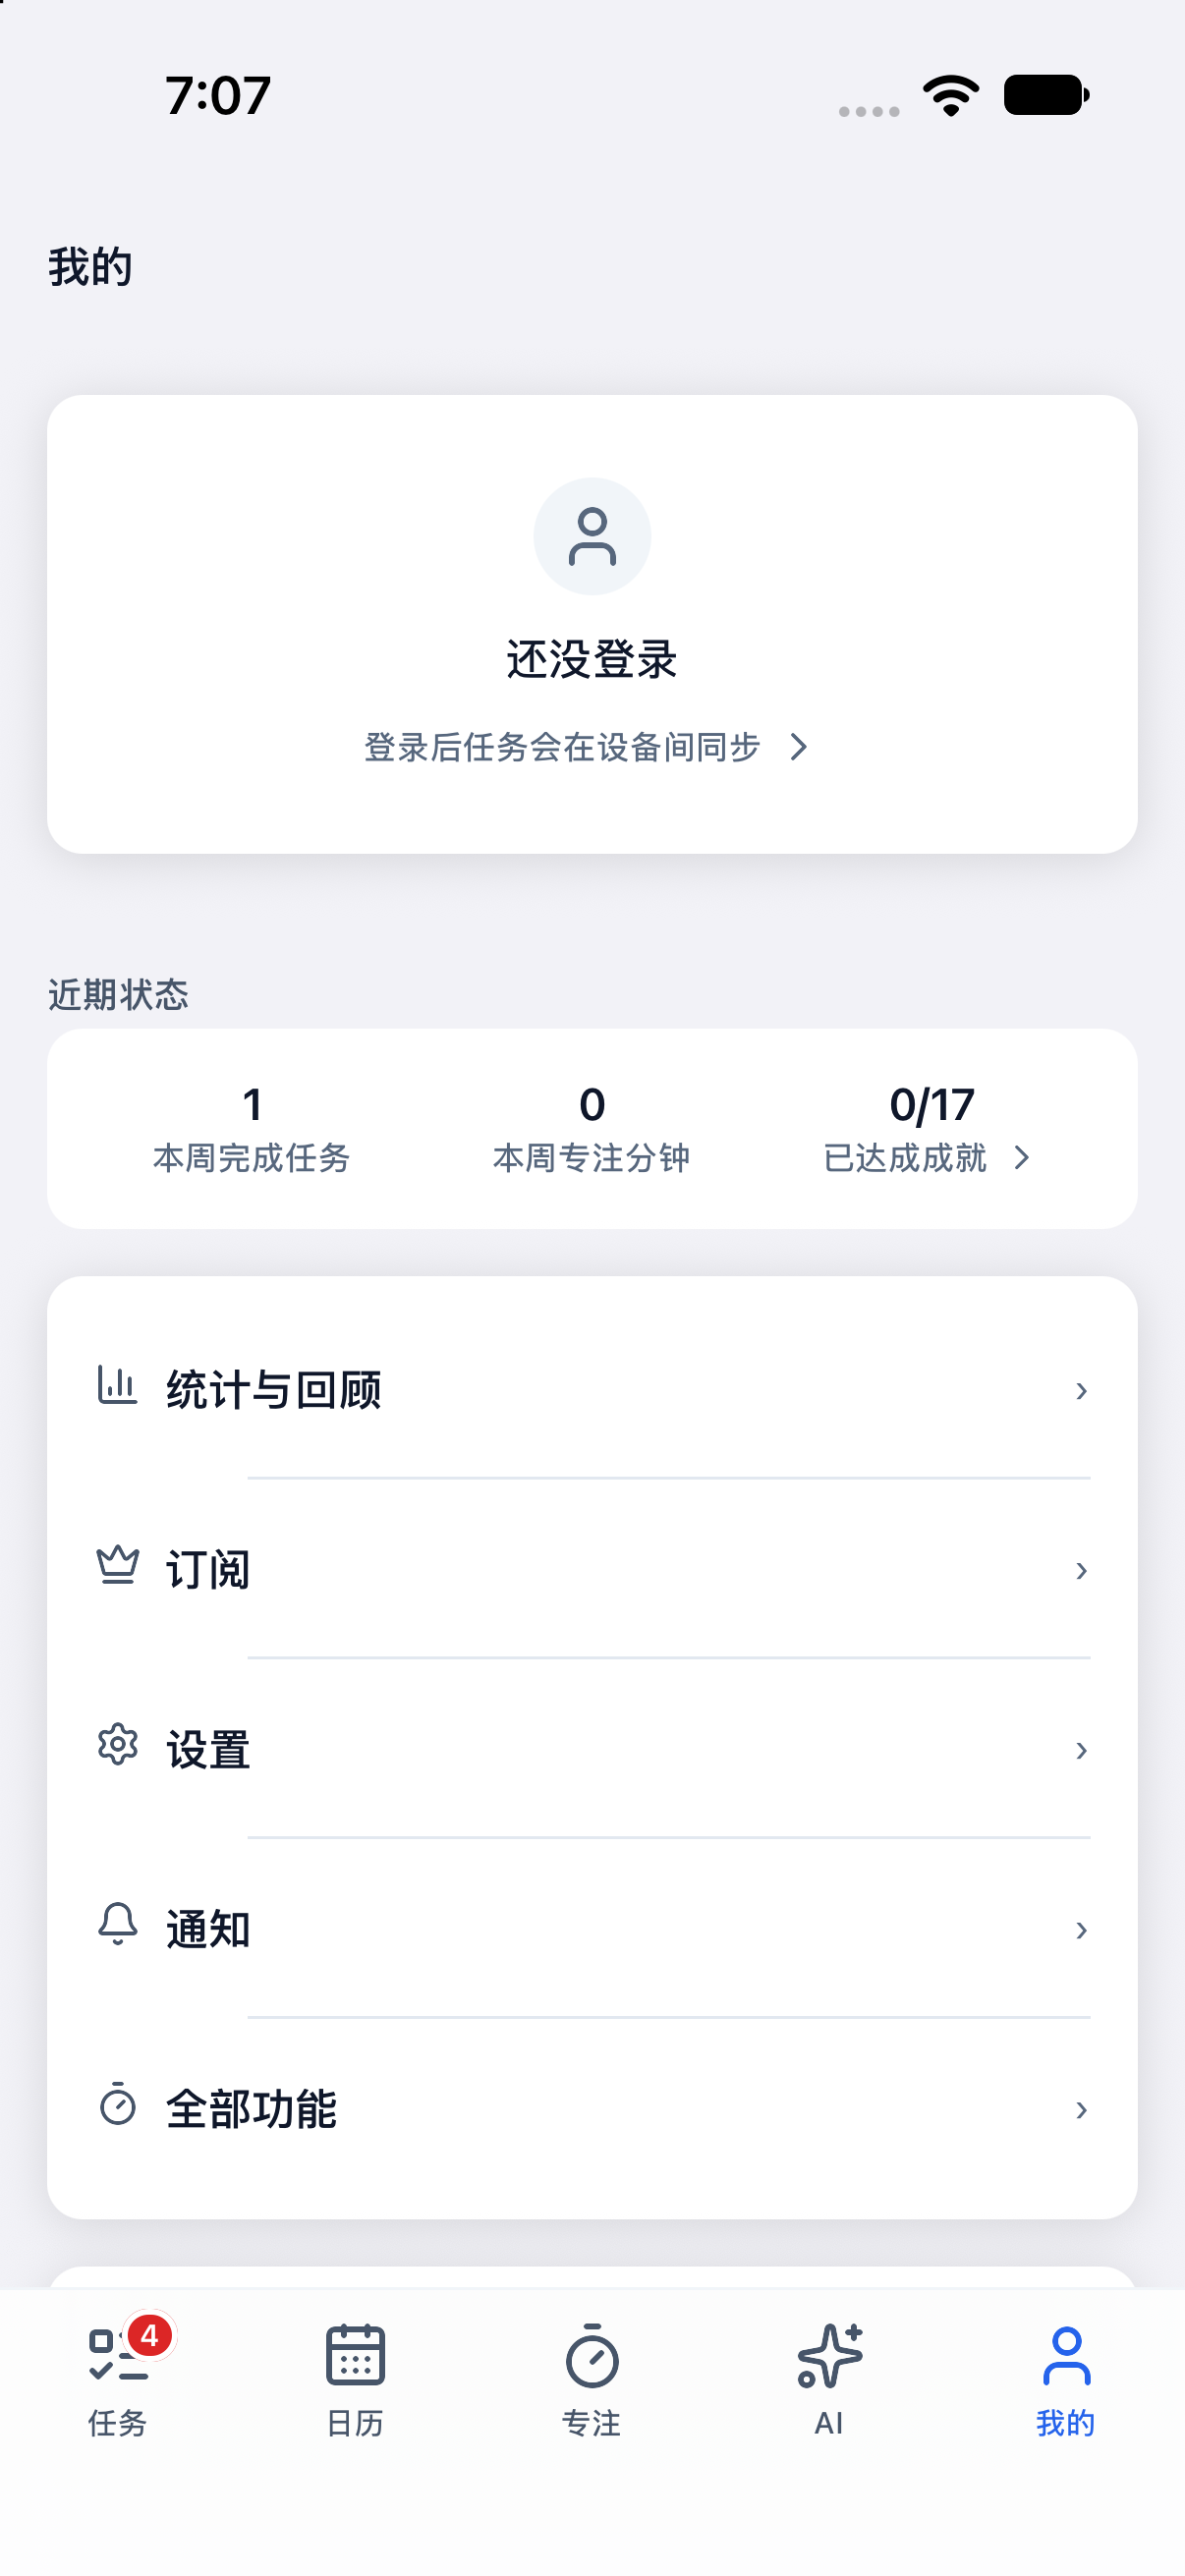 7:07
我的
还没登录
登录后任务会在设备间同步
近期状态
1
本周完成任务
0
本周专注分钟
0/17
已达成成就
统计与回顾
订阅
设置
通知
全部功能
4
任务
日历
专注
AI
我的